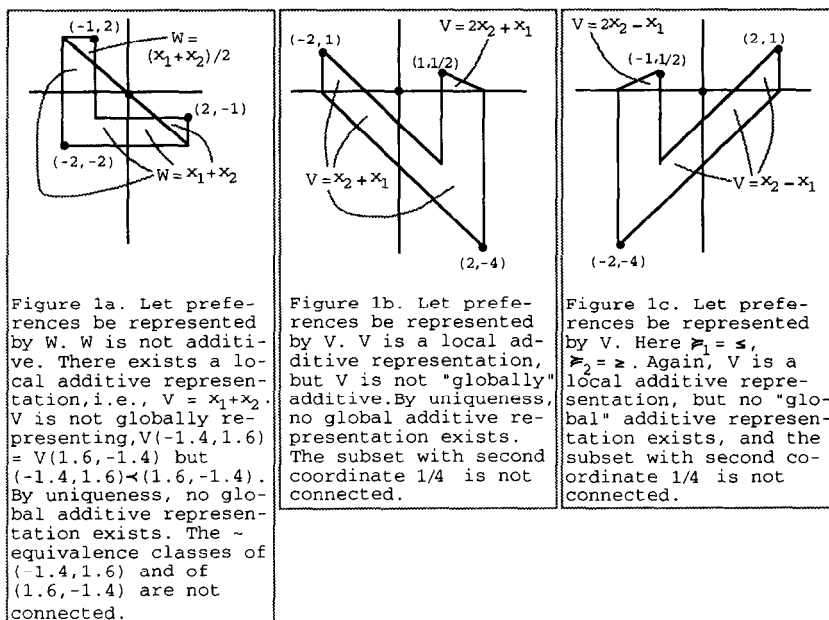 (-1,2)
W =
(x₁+x₂)/2
(2,-1)
(-2,-2)
W = x₁+x₂
Figure 1a. Let prefe-
rences be represented
by W. W is not additi-
ve. There exists a lo-
cal additive represen-
tation,i.e., V = x₁+x₂.
V is not globally re-
presenting,V(-1.4,1.6)
= V(1.6,-1.4) but
(-1.4,1.6)≺(1.6,-1.4).
By uniqueness, no glo-
bal additive represen-
tation exists. The ~
equivalence classes of
(-1.4,1.6) and of
(1.6,-1.4) are not
connected.
V=2x₂+x₁
(-2,1)
(1,1/2)
V=x₂+x₁
(2,-4)
Figure 1b. Let prefe-
rences be represented
by V. V is a local ad-
ditive representation,
but V is not "globally"
additive.By uniqueness,
no global additive re-
presentation exists.
The subset with second
coordinate 1/4 is not
connected.
V=2x₂-x₁
(-1,1/2)
(2,1)
V=x₂-x₁
(-2,-4)
Figure 1c. Let prefe-
rences be represented
by V. Here ≽₁= ≤,
≽₂= ≥. Again, V is a
local additive repre-
sentation, but no "glo-
bal" additive represen-
tation exists, and the
subset with second co-
ordinate 1/4 is not
connected.